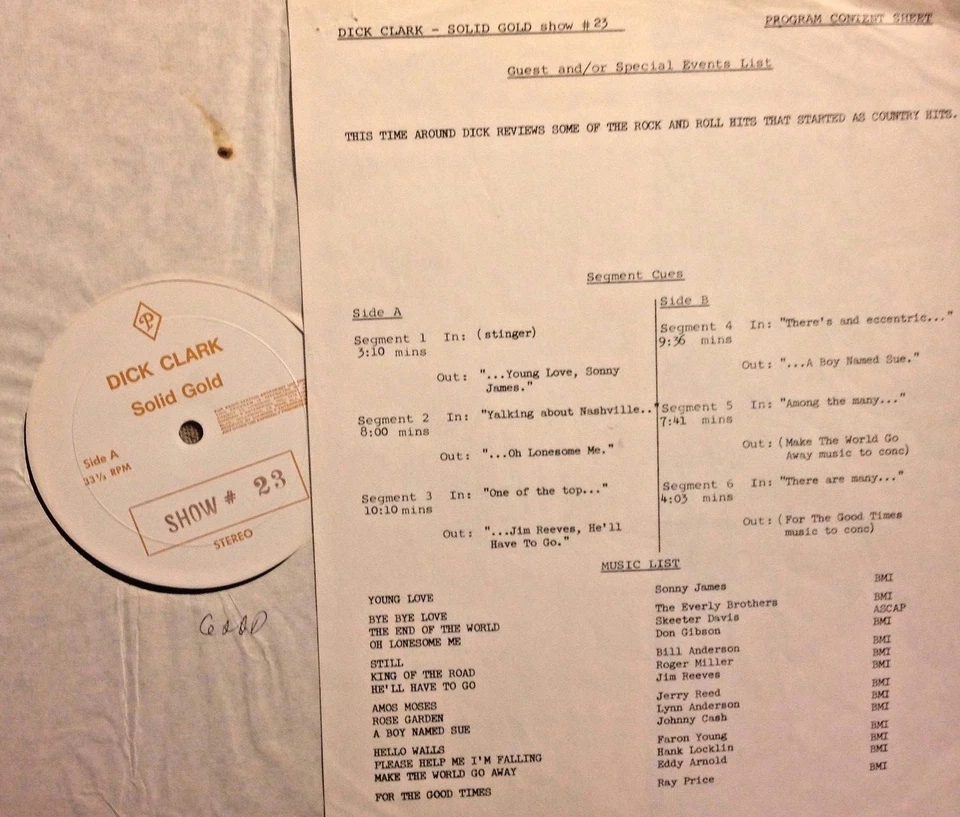 P
DICK CLARK
Solid Gold
Side A
33⅓ RPM
SHOW # 23
STEREO
GOOD
DICK CLARK - SOLID GOLD show #23
PROGRAM CONTENT SHEET
Guest and/or Special Events List
THIS TIME AROUND DICK REVIEWS SOME OF THE ROCK AND ROLL HITS THAT STARTED AS COUNTRY HITS.
Segment Cues
Side A
Segment 1 In: (stinger)
3:10 mins
Out: "...Young Love, Sonny
James."
Segment 2 In: "Yalking about Nashville.."
8:00 mins
Out: "...Oh Lonesome Me."
Segment 3 In: "One of the top..."
10:10 mins
Out: "...Jim Reeves, He'll
Have To Go."
Side B
Segment 4 In: "There's and eccentric..."
9:36 mins
Out: "...A Boy Named Sue."
Segment 5 In: "Among the many..."
7:41 mins
Out: (Make The World Go
Away music to conc)
Segment 6 In: "There are many..."
4:03 mins
Out: (For The Good Times
music to conc)
MUSIC LIST
YOUNG LOVE Sonny James BMI
BYE BYE LOVE The Everly Brothers BMI
THE END OF THE WORLD Skeeter Davis ASCAP
OH LONESOME ME Don Gibson BMI
STILL Bill Anderson BMI
KING OF THE ROAD Roger Miller BMI
HE'LL HAVE TO GO Jim Reeves BMI
AMOS MOSES Jerry Reed BMI
ROSE GARDEN Lynn Anderson BMI
A BOY NAMED SUE Johnny Cash BMI
HELLO WALLS Faron Young BMI
PLEASE HELP ME I'M FALLING Hank Locklin BMI
MAKE THE WORLD GO AWAY Eddy Arnold BMI
FOR THE GOOD TIMES Ray Price BMI